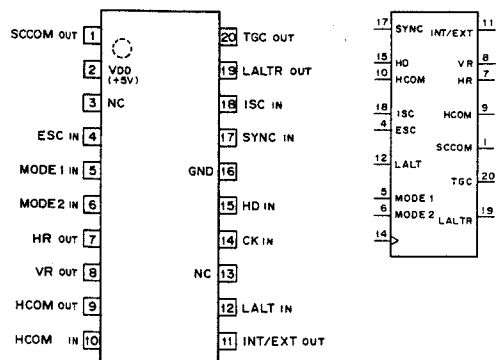 SCCOM OUT 1
2 VDD (+5V)
3 NC
ESC IN 4
MODE 1 IN 5
MODE 2 IN 6
HR OUT 7
VR OUT 8
HCOM OUT 9
HCOM IN 10
20 TGC OUT
19 LALTR OUT
18 ISC IN
17 SYNC IN
GND 16
15 HD IN
14 CK IN
NC 13
12 LALT IN
11 INT/EXT OUT
17 SYNC
15 HD
10 HCOM
18 ISC
4 ESC
12 LALT
5 MODE 1
6 MODE 2
14
INT/EXT 11
VR 8
HR 7
HCOM 9
SCCOM 1
TGC 20
LALTR 19